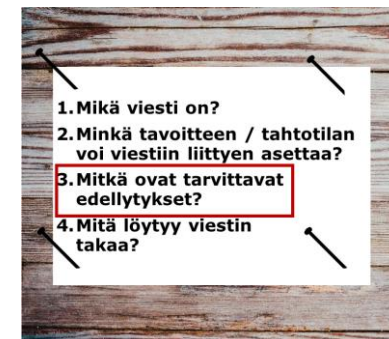 1. Mikä viesti on?
2. Minkä tavoitteen / tahtotilan
voi viestiin liittyen asettaa?
3. Mitkä ovat tarvittavat
edellytykset?
4. Mitä löytyy viestin
takaa?